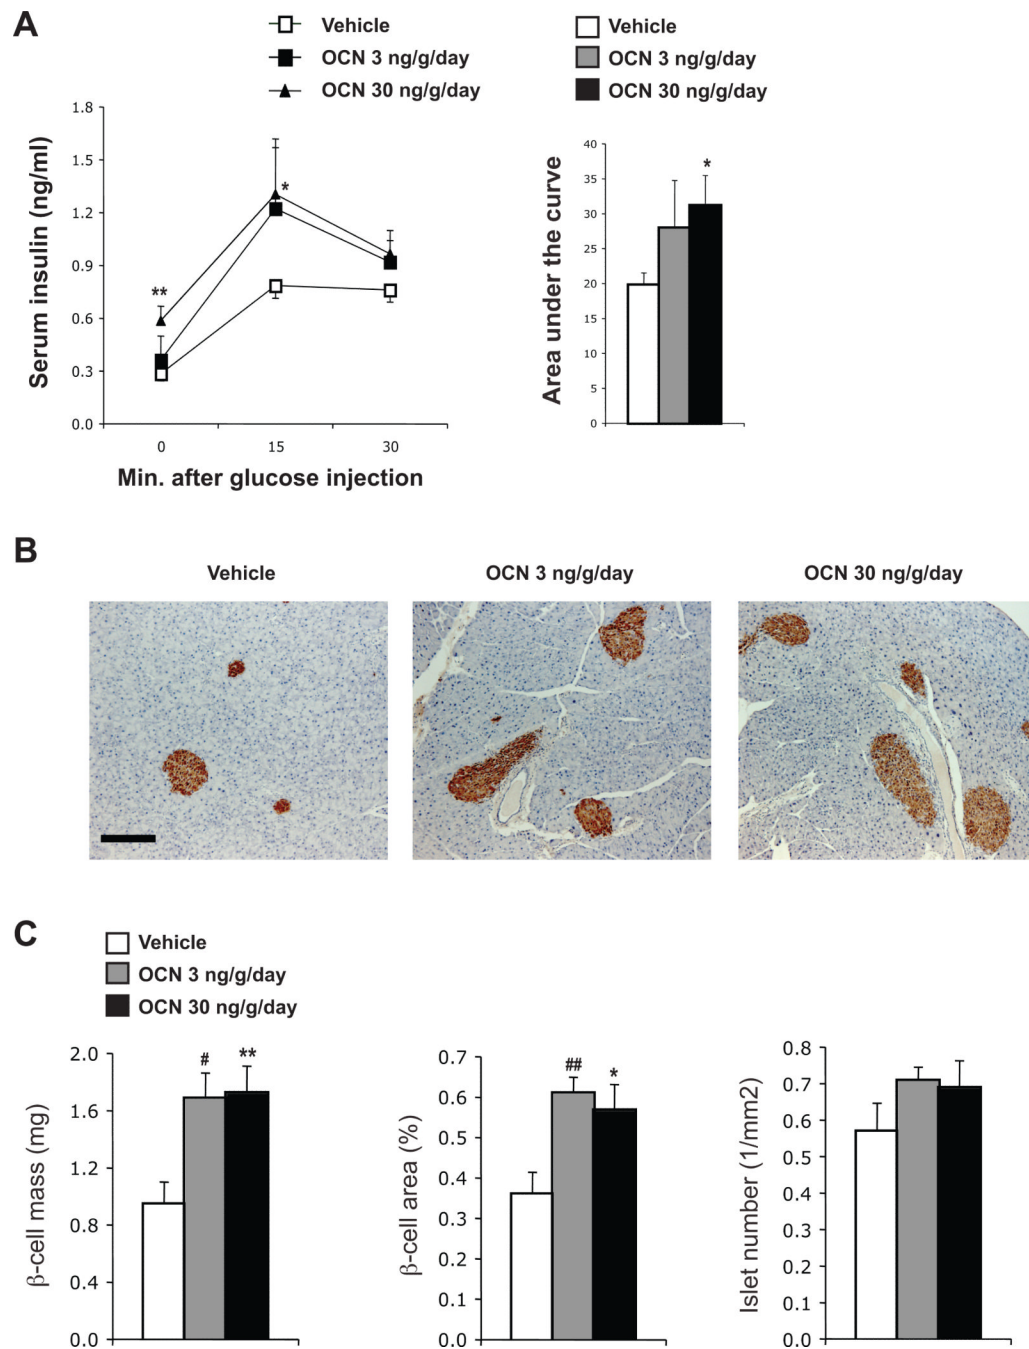 A
Vehicle
OCN 3 ng/g/day
OCN 30 ng/g/day
Serum insulin (ng/ml)
1.8
1.5
1.2
0.9
0.6
0.3
0.0
**
*
0 15 30
Min. after glucose injection
Vehicle
OCN 3 ng/g/day
OCN 30 ng/g/day
Area under the curve
40
35
30
25
20
15
10
5
0
*
B
Vehicle OCN 3 ng/g/day OCN 30 ng/g/day
C
Vehicle
OCN 3 ng/g/day
OCN 30 ng/g/day
β-cell mass (mg)
2.0
1.6
1.2
0.8
0.4
0.0
# **
β-cell area (%)
0.7
0.6
0.5
0.4
0.3
0.2
0.1
0.0
## *
Islet number (1/mm2)
0.8
0.7
0.6
0.5
0.4
0.3
0.2
0.1
0.0